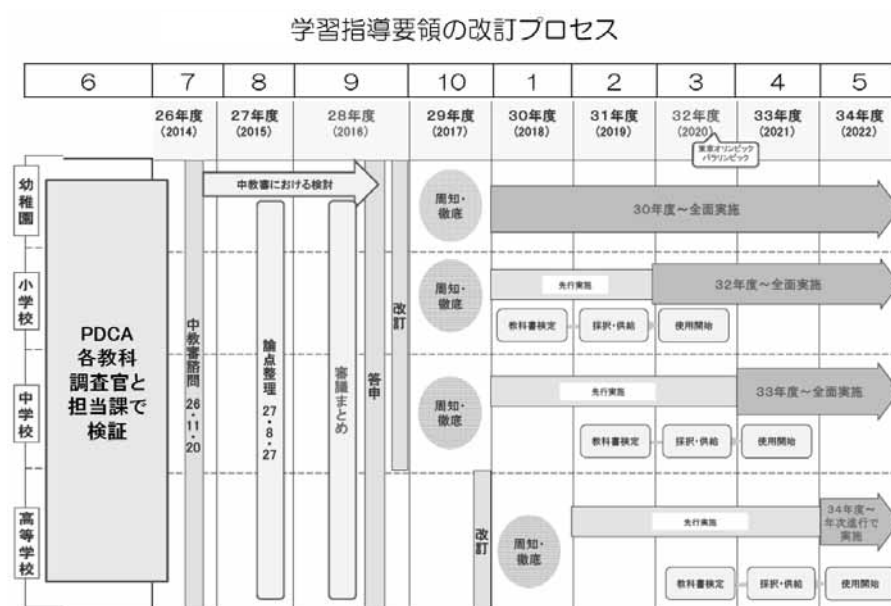 学習指導要領の改訂プロセス
6 7 8 9 10 1 2 3 4 5
26年度 27年度 28年度 29年度 30年度 31年度 32年度 33年度 34年度
(2014) (2015) (2016) (2017) (2018) (2019) (2020) (2021) (2022)
東京オリンピック
パラリンピック
幼稚園
中教審における検討
周知・
徹底
30年度～全面実施
小学校
周知・
徹底
先行実施
32年度～全面実施
教科書検定
採択・供給
使用開始
PDCA
各教科
調査官と
担当課で
検証
中教審諮問 26・11・20
論点整理 27・8・27
審議まとめ
答申
改訂
中学校
周知・
徹底
先行実施
33年度～全面実施
教科書検定
採択・供給
使用開始
高等学校
改訂
周知・
徹底
先行実施
34年度～
年次進行で
実施
教科書検定
採択・供給
使用開始